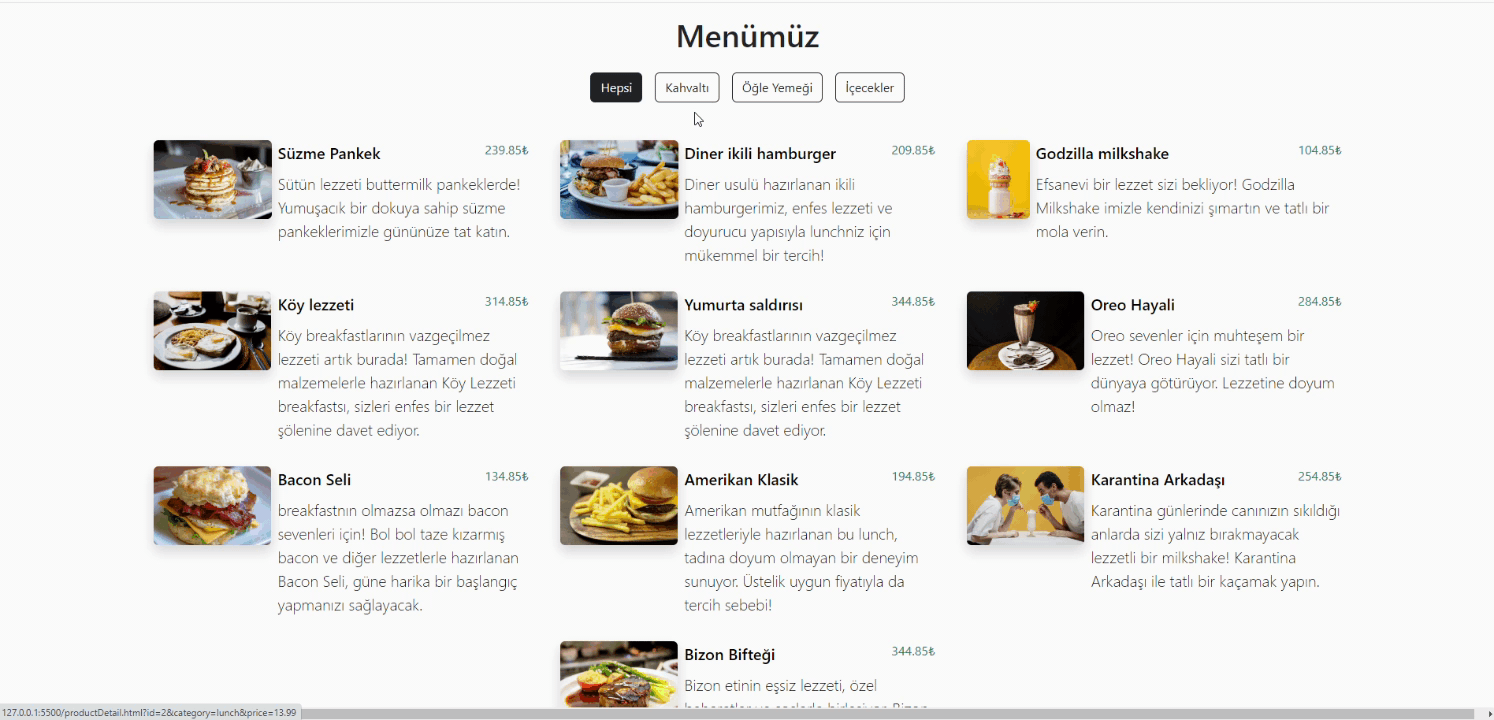 Menümüz
Hepsi
Kahvaltı
Öğle Yemeği
İçecekler
Süzme Pankek
239.85₺
Sütün lezzeti buttermilk pankeklerde!
Yumuşacık bir dokuya sahip süzme
pankeklerimizle gününüze tat katın.
Diner ikili hamburger
209.85₺
Diner usulü hazırlanan ikili
hamburgerimiz, enfes lezzeti ve
doyurucu yapısıyla lunchniz için
mükemmel bir tercih!
Godzilla milkshake
104.85₺
Efsanevi bir lezzet sizi bekliyor! Godzilla
Milkshake imizle kendinizi şımartın ve tatlı bir
mola verin.
Köy lezzeti
314.85₺
Köy breakfastlarının vazgeçilmez
lezzeti artık burada! Tamamen doğal
malzemelerle hazırlanan Köy Lezzeti
breakfastsı, sizleri enfes bir lezzet
şölenine davet ediyor.
Yumurta saldırısı
344.85₺
Köy breakfastlarının vazgeçilmez
lezzeti artık burada! Tamamen doğal
malzemelerle hazırlanan Köy Lezzeti
breakfastsı, sizleri enfes bir lezzet
şölenine davet ediyor.
Oreo Hayali
284.85₺
Oreo sevenler için muhteşem bir
lezzet! Oreo Hayali sizi tatlı bir
dünyaya götürüyor. Lezzetine doyum
olmaz!
Bacon Seli
134.85₺
breakfastnın olmazsa olmazı bacon
sevenleri için! Bol bol taze kızarmış
bacon ve diğer lezzetlerle hazırlanan
Bacon Seli, güne harika bir başlangıç
yapmanızı sağlayacak.
Amerikan Klasik
194.85₺
Amerikan mutfağının klasik
lezzetleriyle hazırlanan bu lunch,
tadına doyum olmayan bir deneyim
sunuyor. Üstelik uygun fiyatıyla da
tercih sebebi!
Karantina Arkadaşı
254.85₺
Karantina günlerinde canınızın sıkıldığı
anlarda sizi yalnız bırakmayacak
lezzetli bir milkshake! Karantina
Arkadaşı ile tatlı bir kaçamak yapın.
Bizon Bifteği
344.85₺
Bizon etinin eşsiz lezzeti, özel
127.0.0.1:5500/productDetail.html?id=2&category=lunch&price=13.99